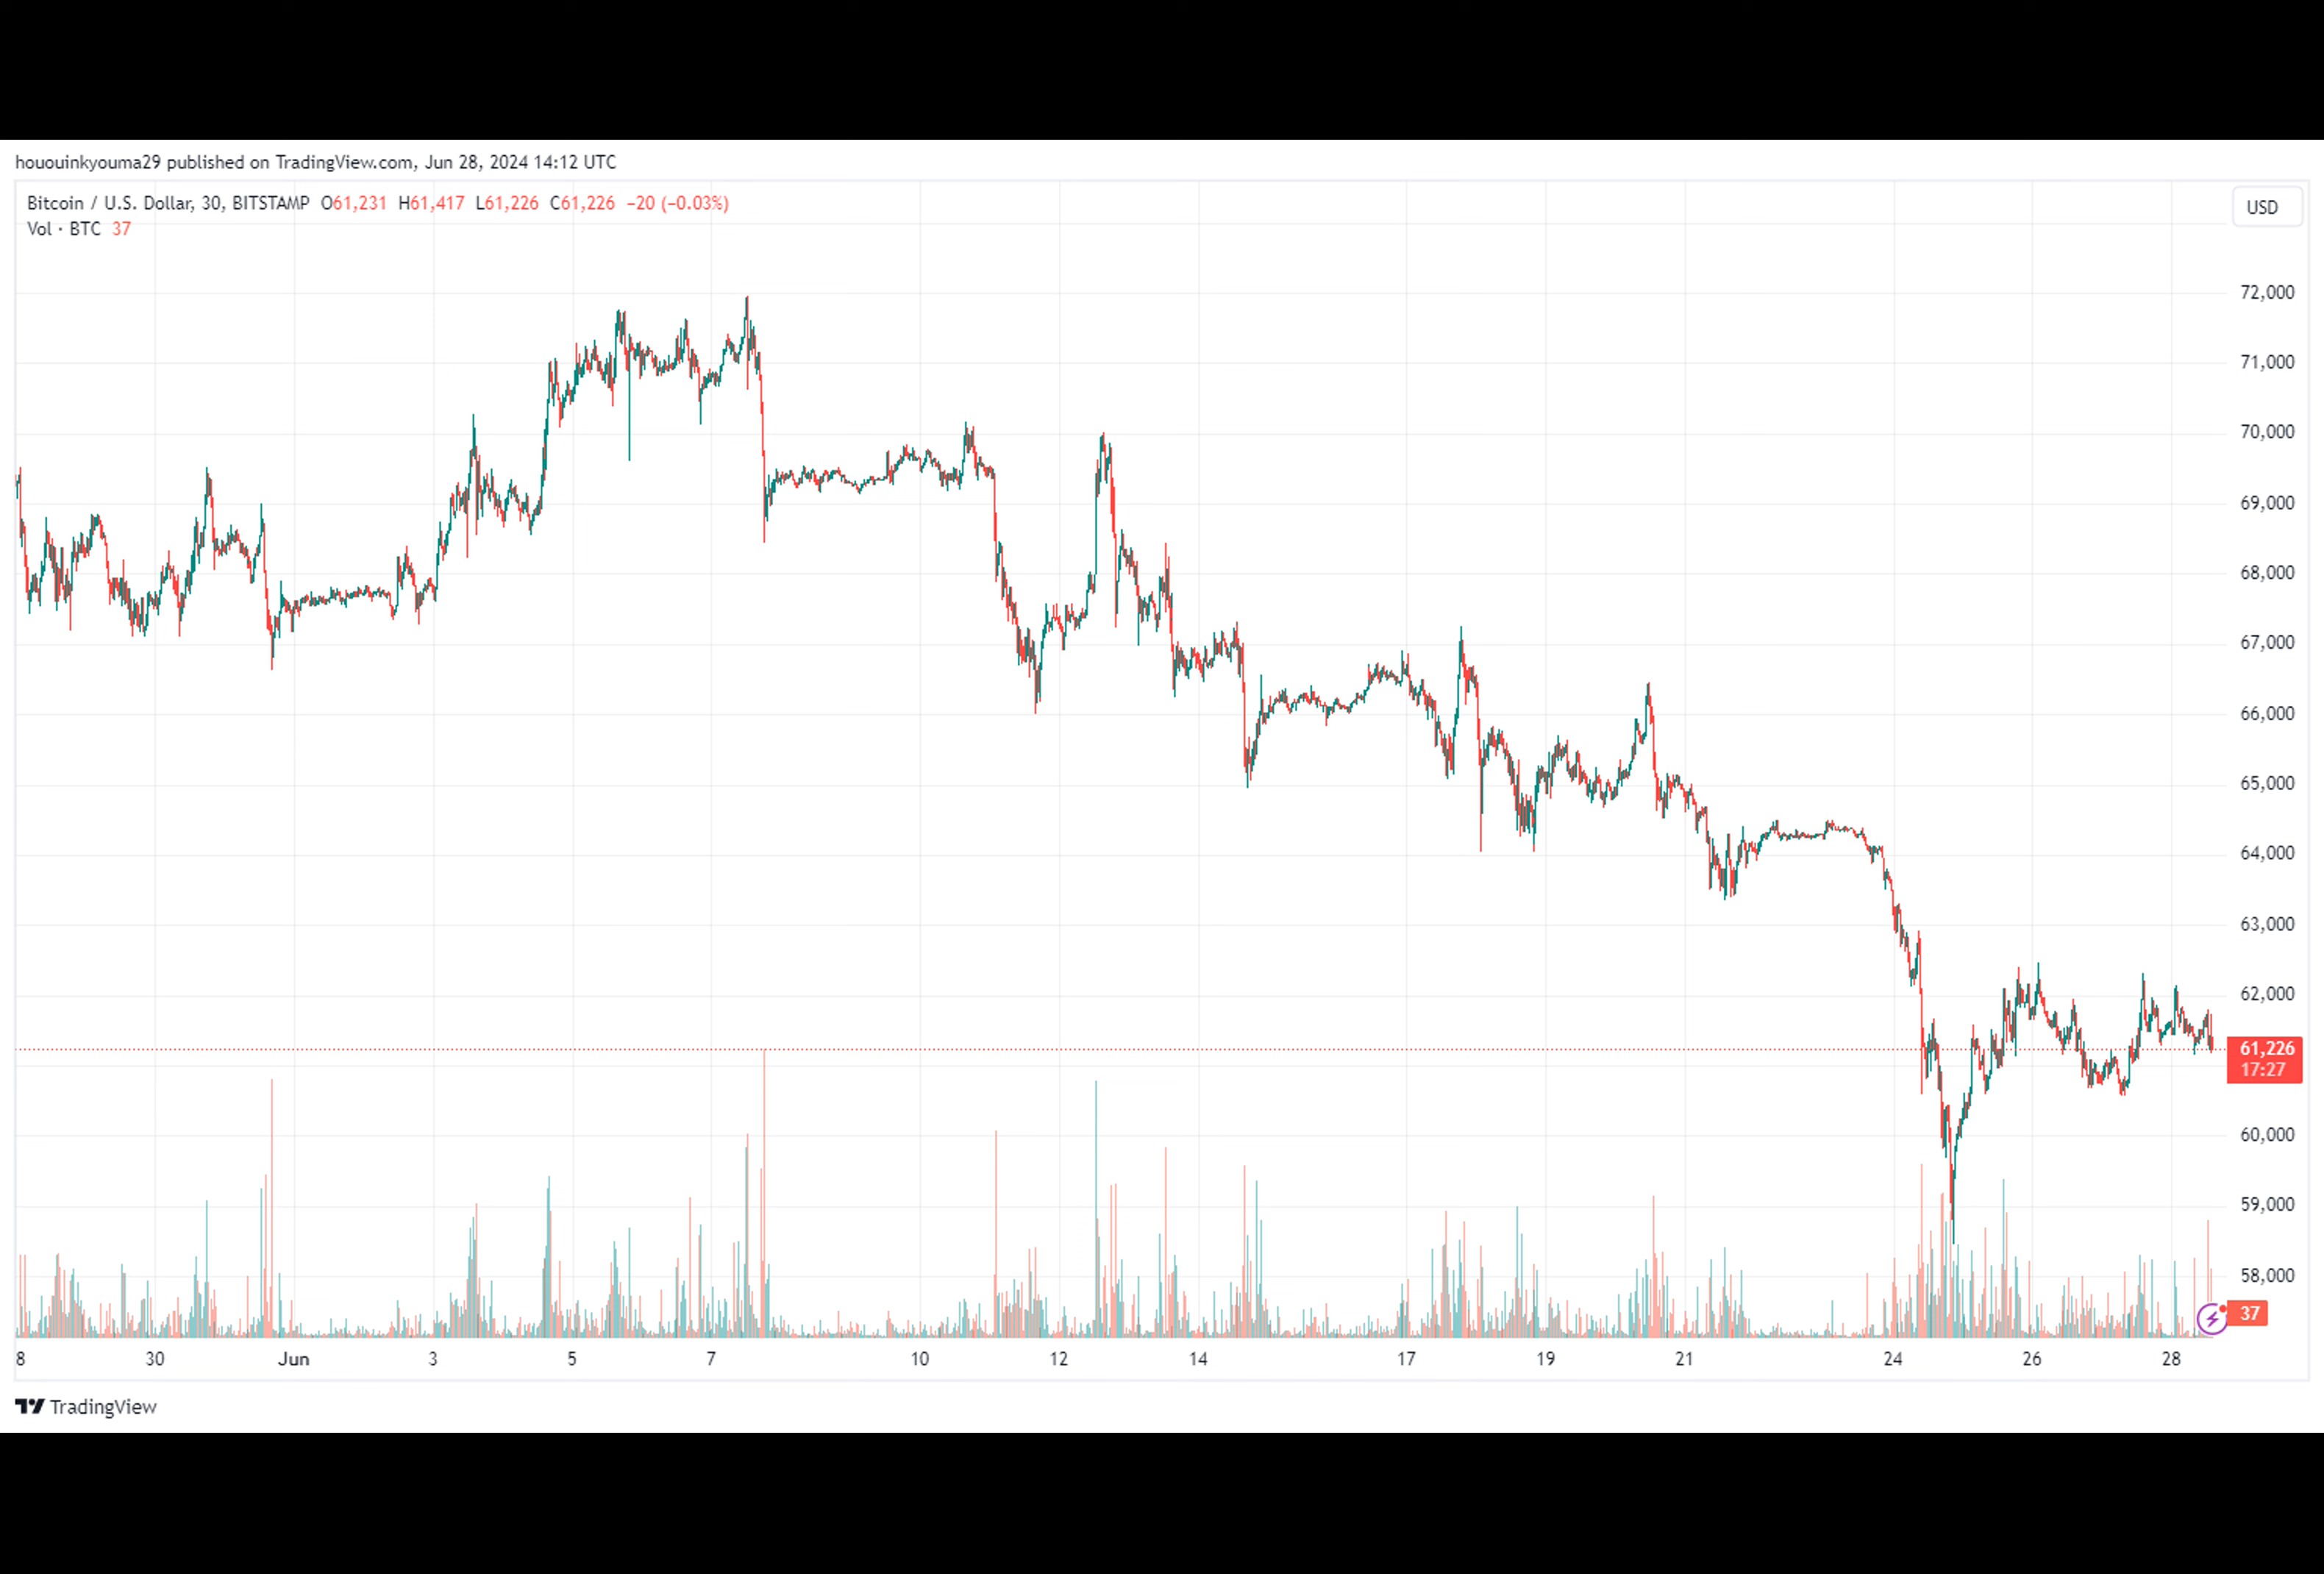 hououinkyouma29 published on TradingView.com, Jun 28, 2024 14:12 UTC
Bitcoin / U.S. Dollar, 30, BITSTAMP O61,231 H61,417 L61,226 C61,226 −20 (−0.03%)
USD
Vol · BTC 37
72,000
71,000
70,000
69,000
68,000
67,000
66,000
65,000
64,000
63,000
62,000
61,226
17:27
60,000
59,000
58,000
37
8 30 Jun 3 5 7 10 12 14 17 19 21 24 26 28
TradingView